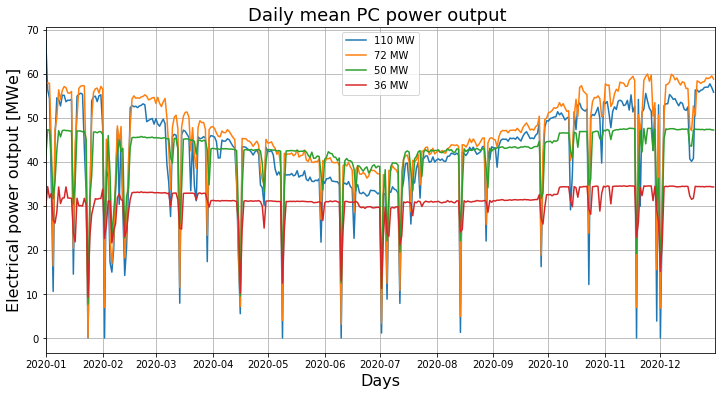 Daily mean PC power output
Electrical power output [MWe]
70
60
50
40
30
20
10
0
110 MW
72 MW
50 MW
36 MW
2020-01
2020-02
2020-03
2020-04
2020-05
2020-06
2020-07
2020-08
2020-09
2020-10
2020-11
2020-12
Days